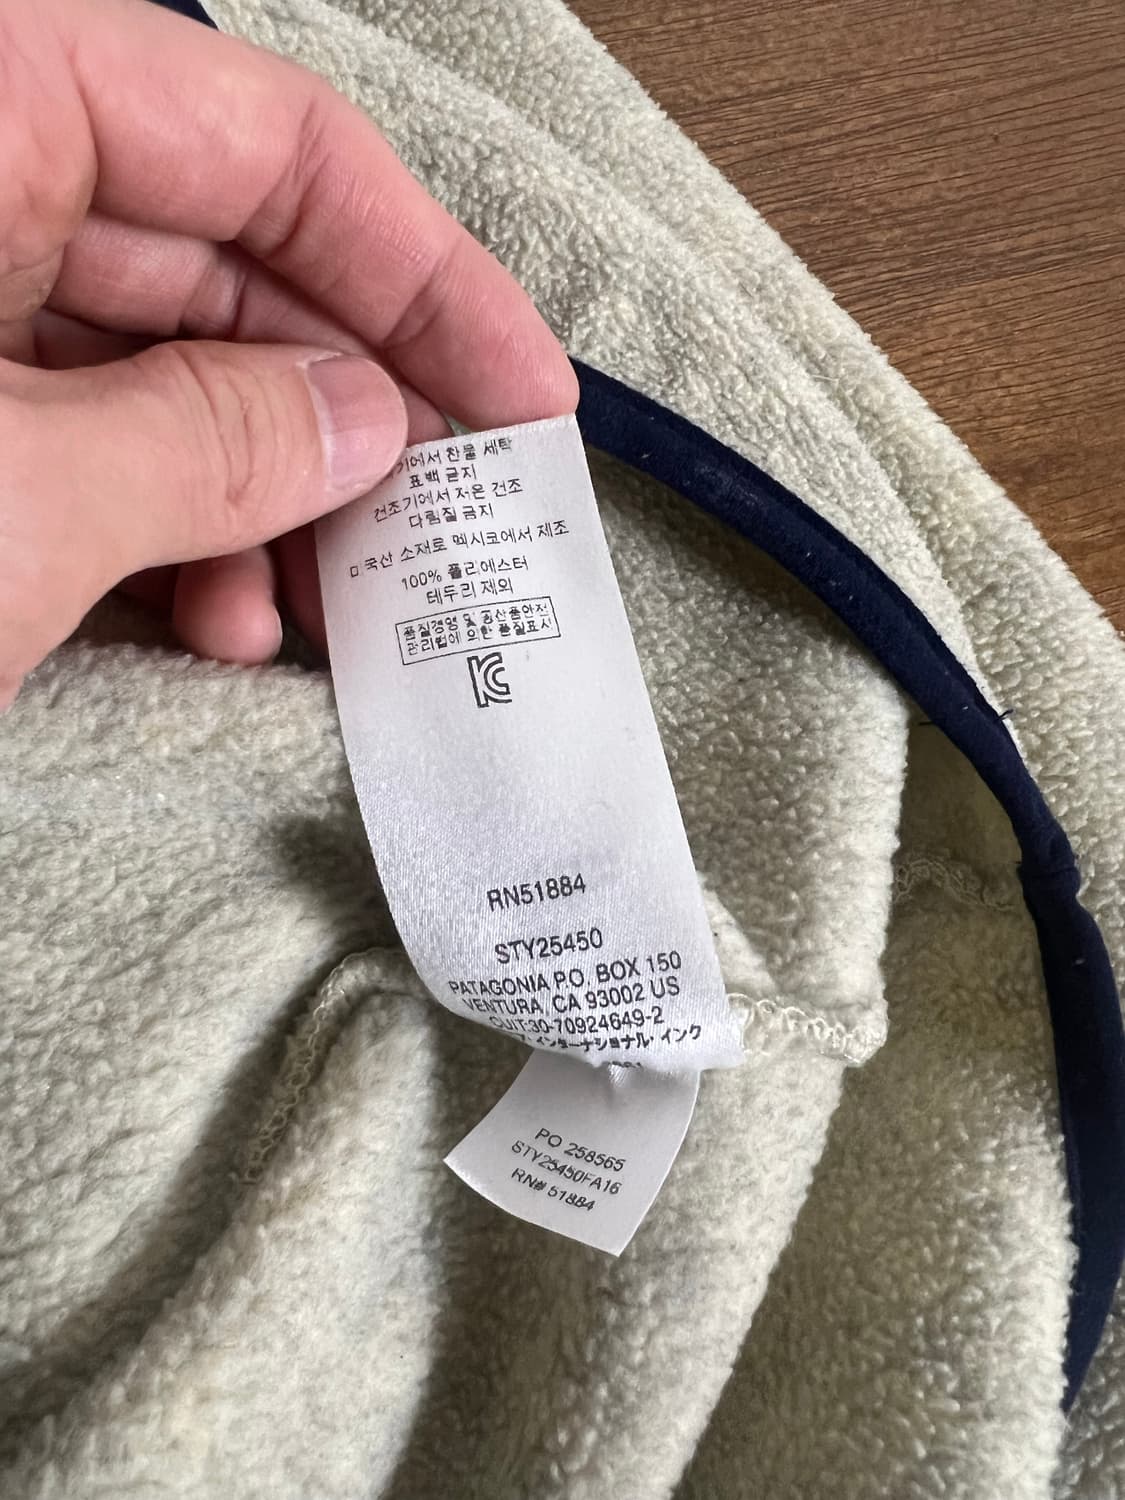 기에서 찬물 세탁
표백 금지
건조기에서 저온 건조
다림질 금지
미국산 소재로 멕시코에서 제조
100% 폴리에스터
테두리 제외
품질경영 및 공산품안전
관리법에 의한 품질표시
KC
RN51884
STY25450
PATAGONIA P.O. BOX 150
VENTURA, CA 93002 US
CUIT:30-70924649-2
インターナショナル・インク
PO 258565
STY25450FA16
RN# 51884